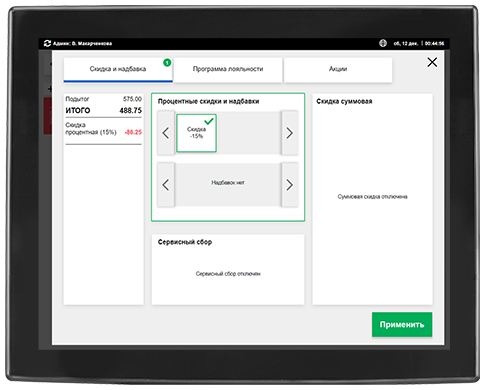 Админ: В. Макарченкова
сб, 12 дек. | 00:44:56
Скидка и надбавка 1
Программа лояльности
Акции
Подытог 575.00
ИТОГО 488.75
Скидка
процентная (15%) -86.25
Процентные скидки и надбавки
Скидка
-15%
Надбавок нет
Сервисный сбор
Сервисный сбор отключен
Скидка суммовая
Суммовая скидка отключена
Применить